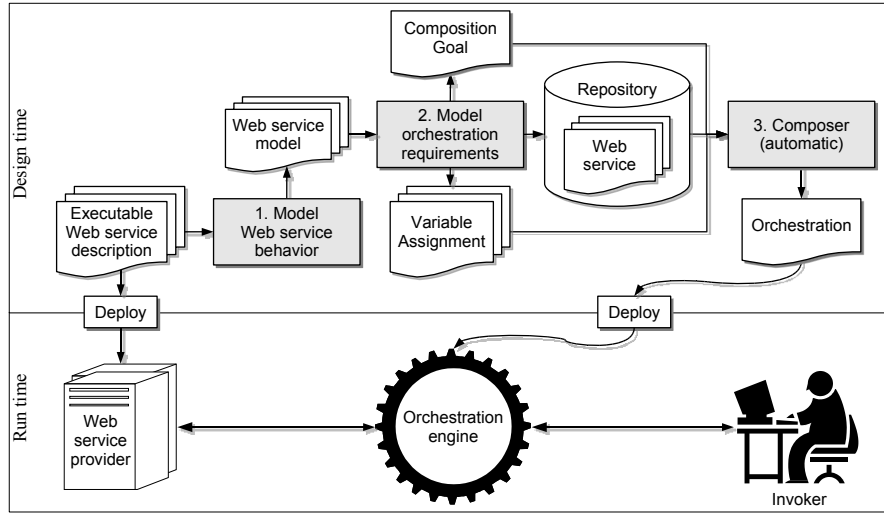 Design time
Composition
Goal
Repository
Web service
model
2. Model
orchestration
requirements
Web
service
3. Composer
(automatic)
Executable
Web service
description
1. Model
Web service
behavior
Variable
Assignment
Orchestration
Deploy
Deploy
Run time
Web
service
provider
Orchestration
engine
Invoker